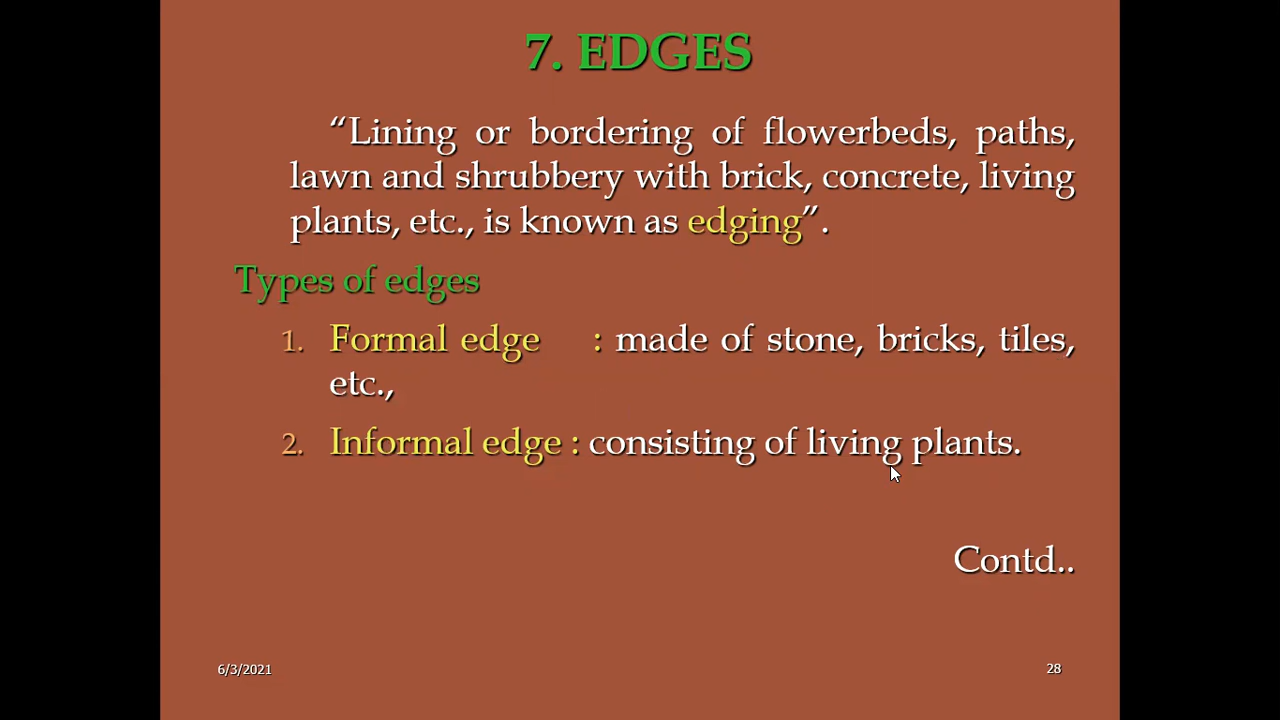 7. EDGES
“Lining or bordering of flowerbeds, paths,
lawn and shrubbery with brick, concrete, living
plants, etc., is known as edging”.
Types of edges
1. Formal edge : made of stone, bricks, tiles,
etc.,
2. Informal edge : consisting of living plants.
Contd..
6/3/2021 28